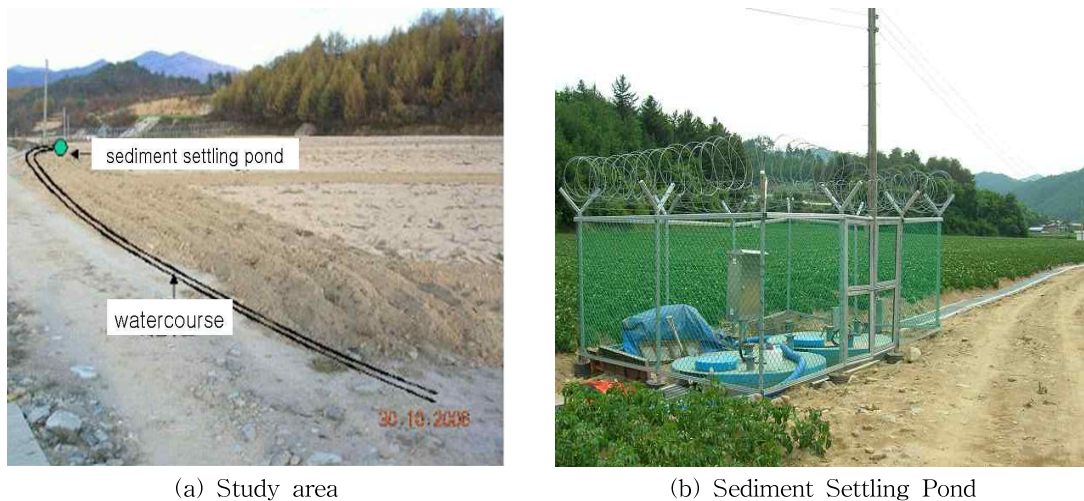 sediment settling pond
watercourse
30.10.2006
(a) Study area
(b) Sediment Settling Pond